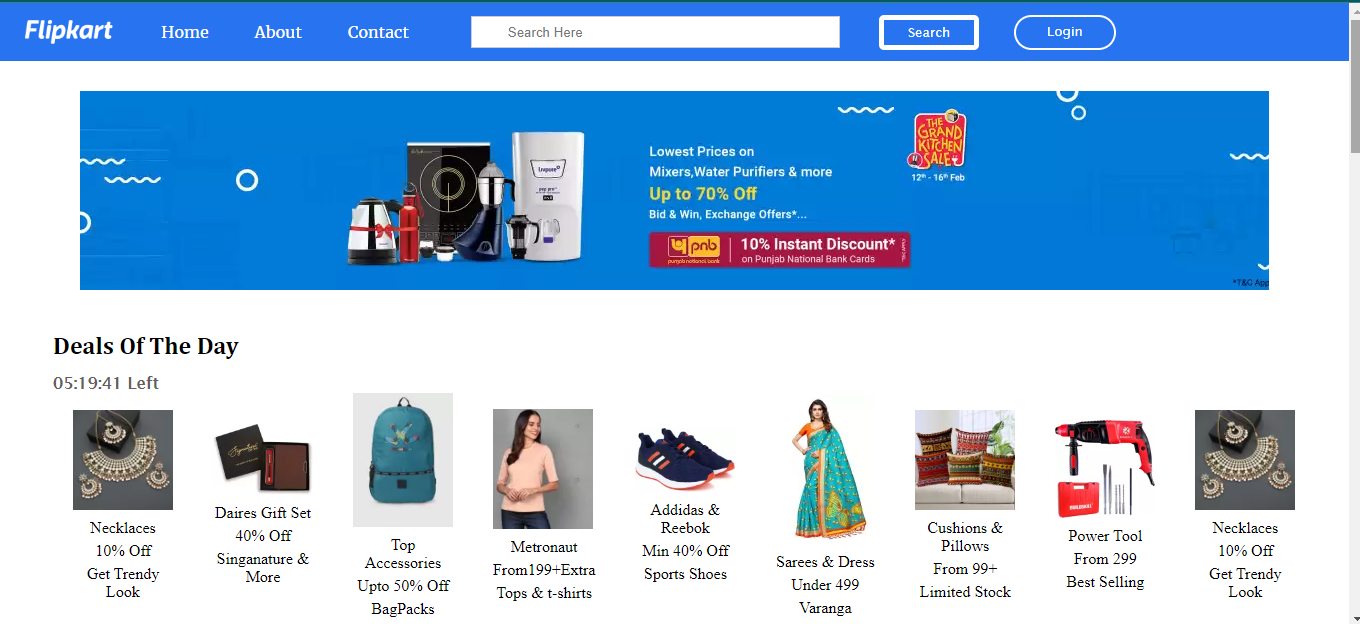 Flipkart Home About Contact Search Here Search Login
THE GRAND KITCHEN SALE
12th - 16th Feb
Lowest Prices on
Mixers,Water Purifiers & more
Up to 70% Off
Bid & Win, Exchange Offers*...
pnb 10% Instant Discount*
punjab national bank on Punjab National Bank Cards
*T&C App
Deals Of The Day
05:19:41 Left
Necklaces
10% Off
Get Trendy
Look
Daires Gift Set
40% Off
Singanature &
More
Top
Accessories
Upto 50% Off
BagPacks
Metronaut
From199+Extra
Tops & t-shirts
Addidas &
Reebok
Min 40% Off
Sports Shoes
Sarees & Dress
Under 499
Varanga
Cushions &
Pillows
From 99+
Limited Stock
Power Tool
From 299
Best Selling
Necklaces
10% Off
Get Trendy
Look